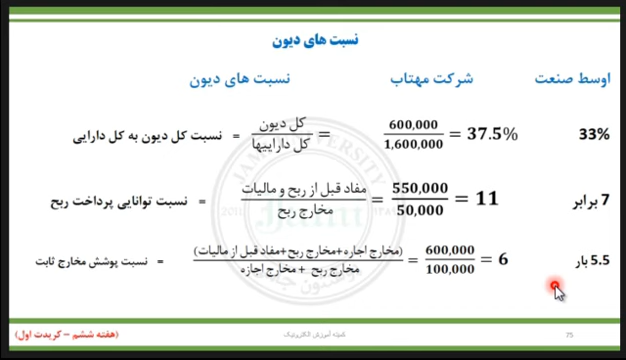 نسبت های دیون
نسبت های دیون شرکت مهتاب اوسط صنعت
نسبت کل دیون به کل دارایی = کل دیون / کل داراییها = 600,000 / 1,600,000 = 37.5% 33%
نسبت توانایی پرداخت ربح = مفاد قبل از ربح و مالیات / مخارج ربح = 550,000 / 50,000 = 11 7 برابر
نسبت پوشش مخارج ثابت = (مخارج اجاره+مخارج ربح+مفاد قبل از مالیات) / مخارج ربح + مخارج اجازه = 600,000 / 100,000 = 6 5.5 بار
(هفته ششم – کریدت اول) کمیته آموزش الکترونیک 75